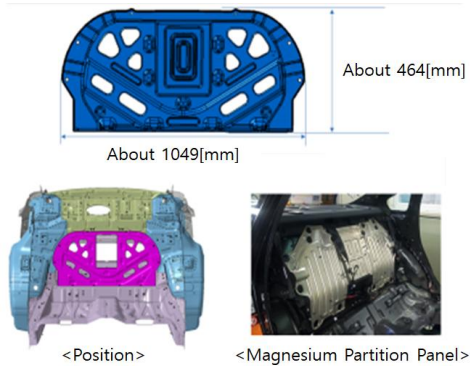 About 464[mm]
About 1049[mm]
<Position>
<Magnesium Partition Panel>